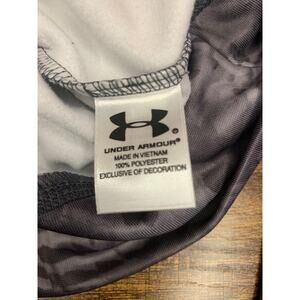 UNDER ARMOUR
MADE IN VIETNAM
100% POLYESTER
EXCLUSIVE OF DECORATION